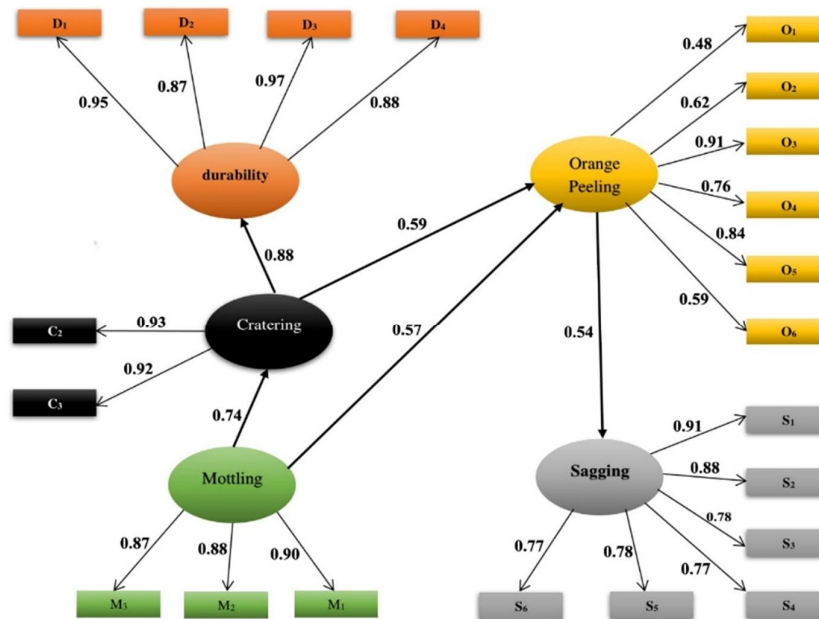 D₁
D₂
D₃
D₄
0.95
0.87
0.97
0.88
durability
0.88
Cratering
0.93
C₂
0.92
C₃
0.74
Mottling
0.87
0.88
0.90
M₃
M₂
M₁
0.59
0.57
Orange
Peeling
0.48
O₁
0.62
O₂
0.91
O₃
0.76
O₄
0.84
O₅
0.59
O₆
0.54
Sagging
0.91
S₁
0.88
S₂
0.78
S₃
0.77
S₄
0.78
S₅
0.77
S₆